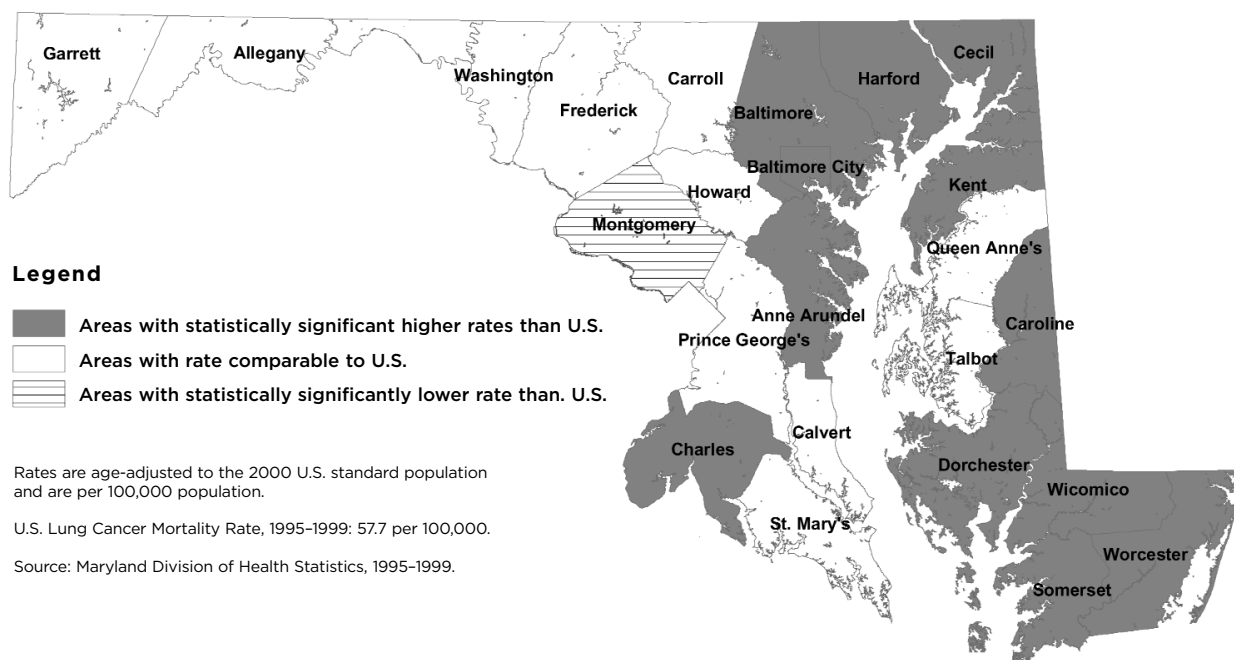 Garrett
Allegany
Washington
Frederick
Carroll
Baltimore
Harford
Cecil
Baltimore City
Howard
Kent
Montgomery
Queen Anne's
Anne Arundel
Prince George's
Caroline
Talbot
Calvert
Charles
Dorchester
Wicomico
St. Mary's
Worcester
Somerset
Legend
Areas with statistically significant higher rates than U.S.
Areas with rate comparable to U.S.
Areas with statistically significantly lower rate than. U.S.
Rates are age-adjusted to the 2000 U.S. standard population
and are per 100,000 population.
U.S. Lung Cancer Mortality Rate, 1995–1999: 57.7 per 100,000.
Source: Maryland Division of Health Statistics, 1995–1999.